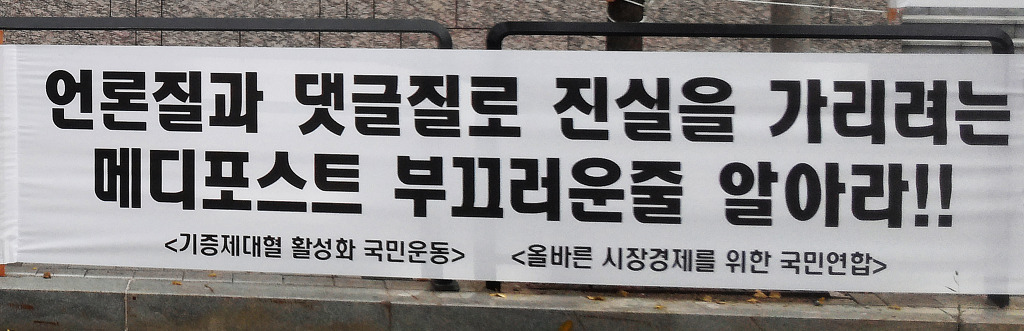 언론질과 댓글질로 진실을 가리려는
메디포스트 부끄러운줄 알아라!!
<기증제대혈 활성화 국민운동> <올바른 시장경제를 위한 국민연합>